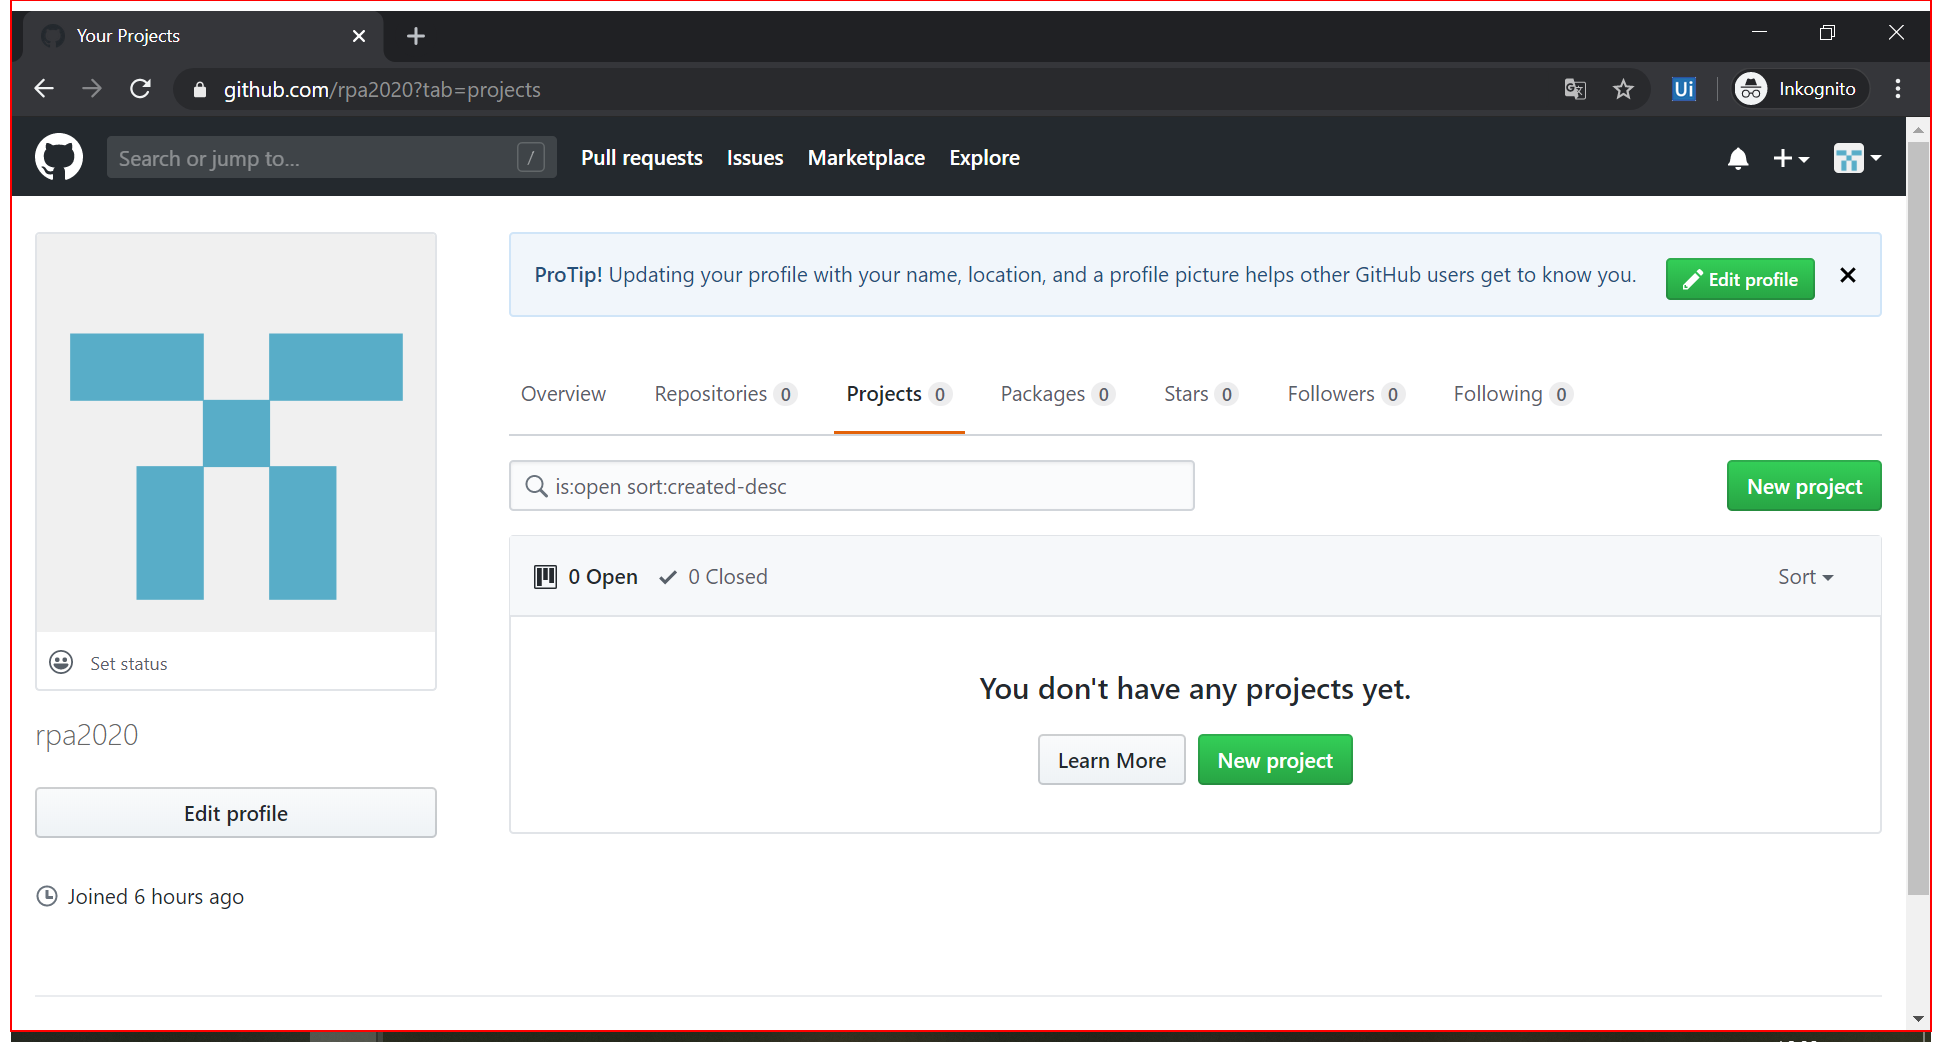 Your Projects
github.com/rpa2020?tab=projects
Ui
Inkognito
Search or jump to...
/
Pull requests Issues Marketplace Explore
ProTip! Updating your profile with your name, location, and a profile picture helps other GitHub users get to know you.
Edit profile
Overview Repositories 0 Projects 0 Packages 0 Stars 0 Followers 0 Following 0
is:open sort:created-desc
New project
0 Open 0 Closed
Sort
You don't have any projects yet.
Learn More New project
Set status
rpa2020
Edit profile
Joined 6 hours ago